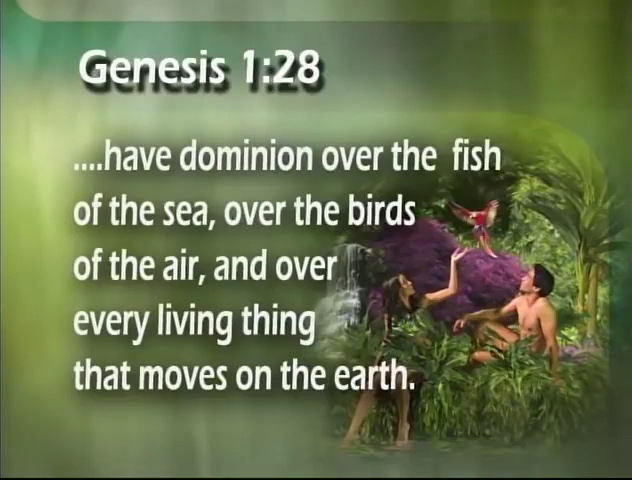 Genesis 1:28
....have dominion over the fish
of the sea, over the birds
of the air, and over
every living thing
that moves on the earth.